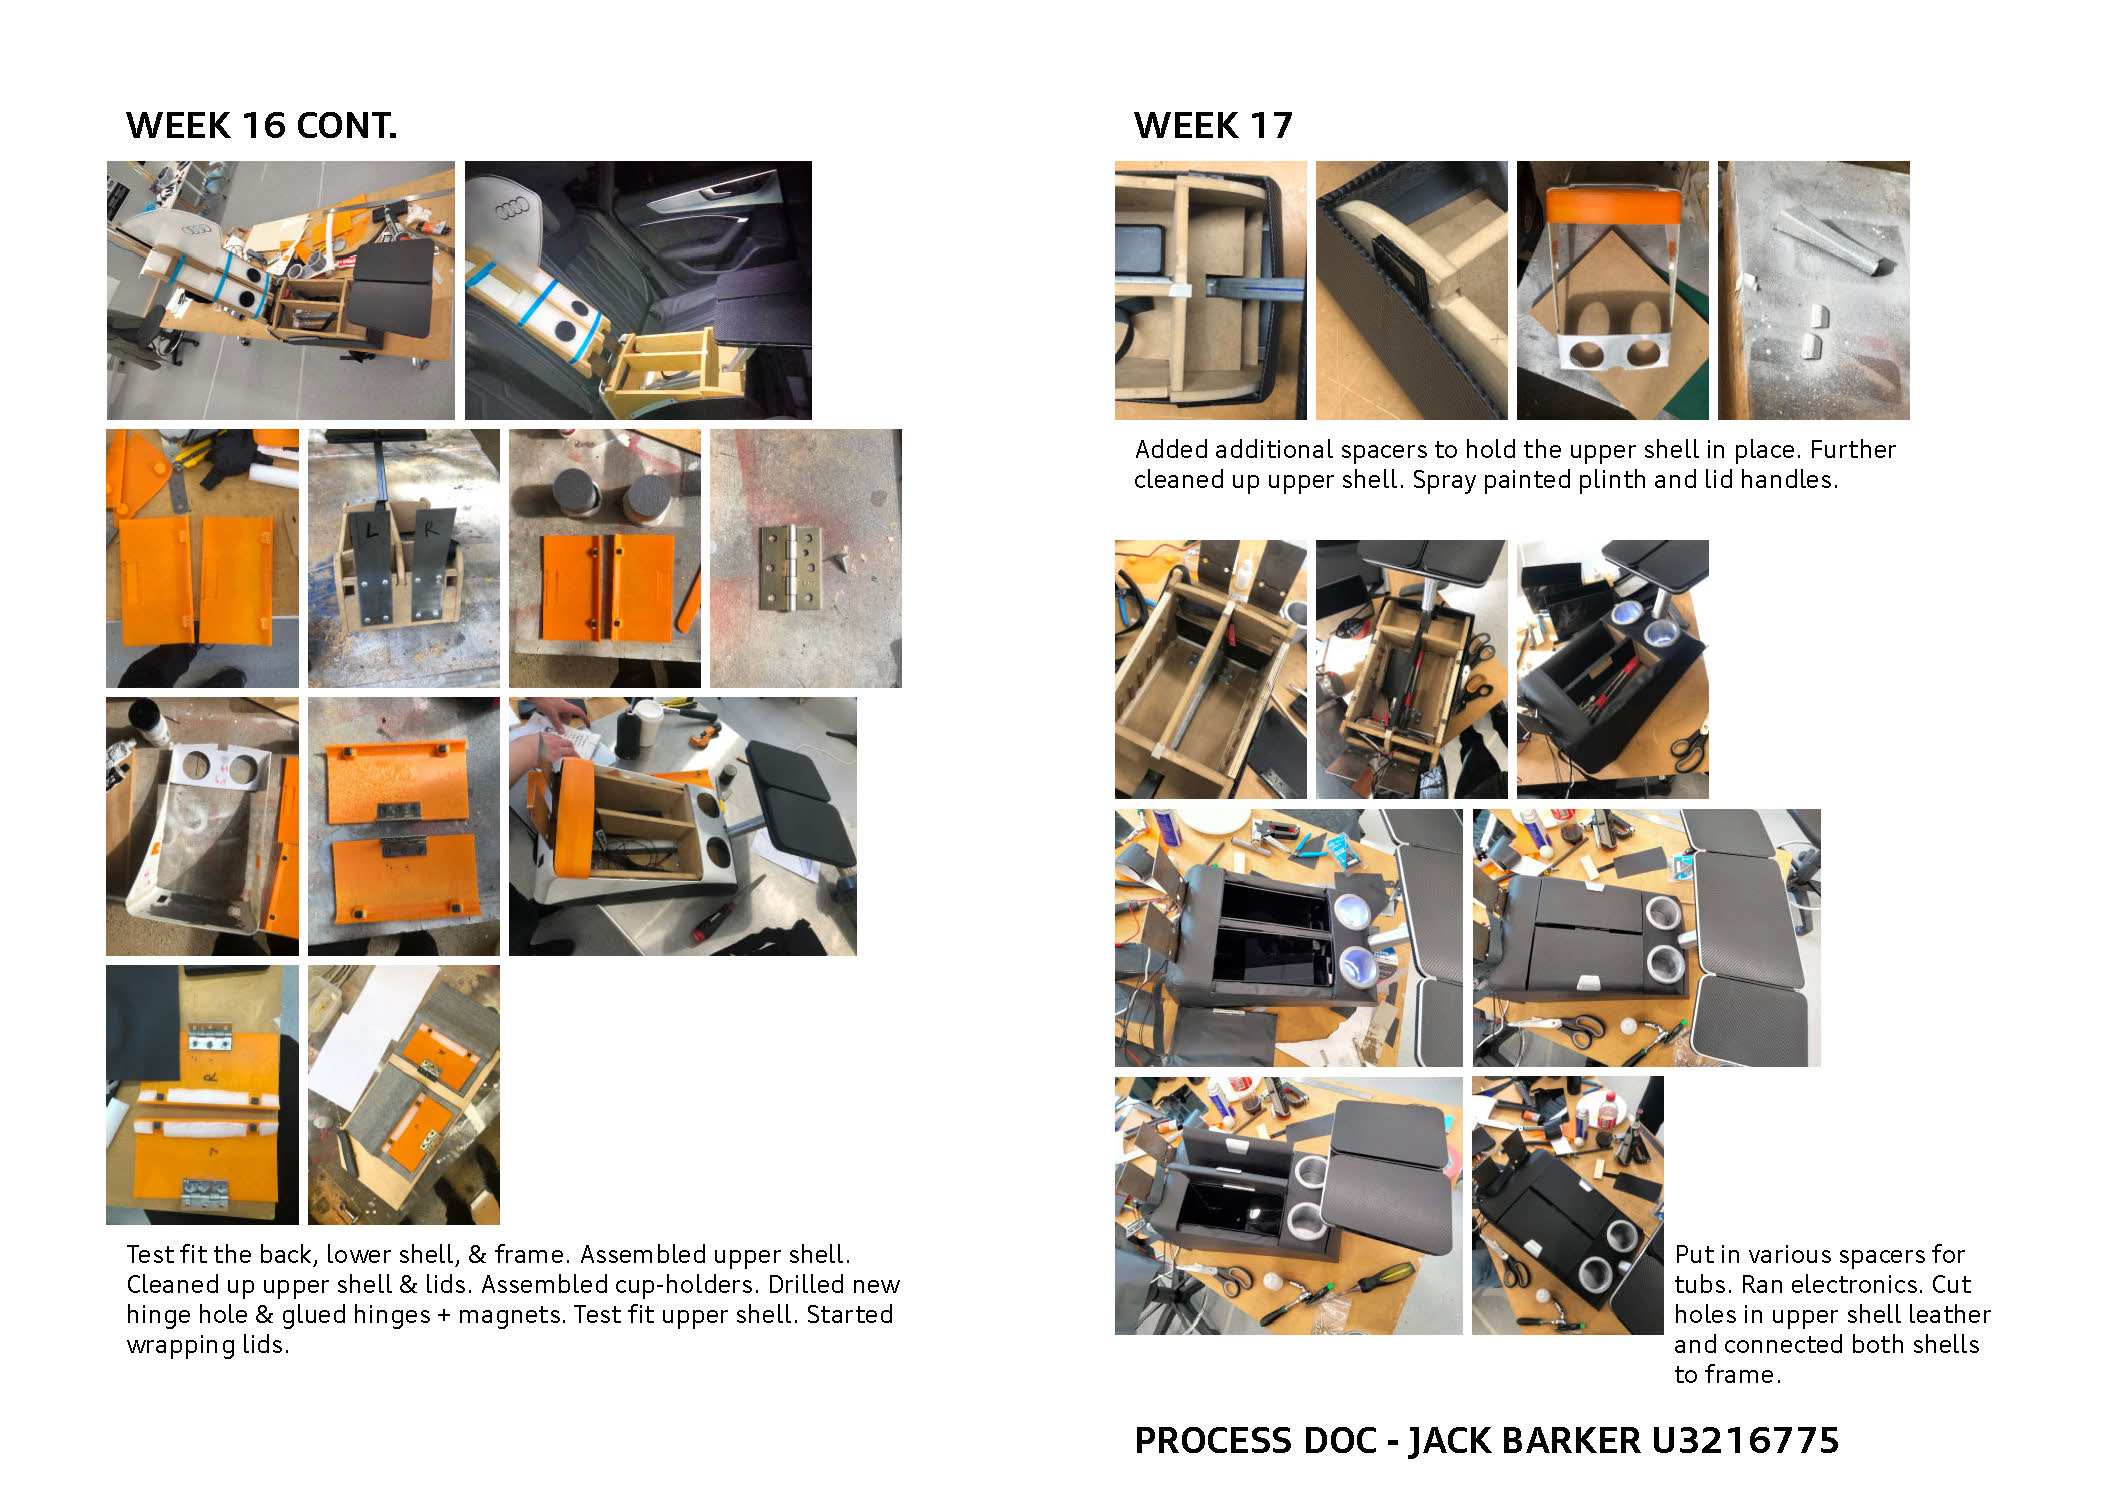 WEEK 16 CONT.
Test fit the back, lower shell, & frame. Assembled upper shell.
Cleaned up upper shell & lids. Assembled cup-holders. Drilled new
hinge hole & glued hinges + magnets. Test fit upper shell. Started
wrapping lids.
WEEK 17
Added additional spacers to hold the upper shell in place. Further
cleaned up upper shell. Spray painted plinth and lid handles.
Put in various spacers for
tubs. Ran electronics. Cut
holes in upper shell leather
and connected both shells
to frame.
PROCESS DOC - JACK BARKER U3216775
L
R
R